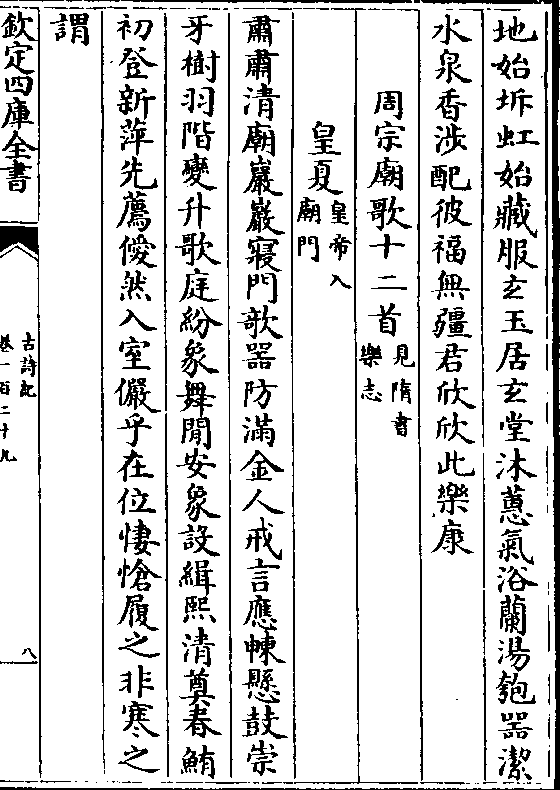 地始坼虹始藏服玄玉居玄堂沐蕙氣浴蘭湯匏器潔
水泉香涉配彼福無疆君欣欣此樂康
周宗廟歌十二首見隋書樂志
皇夏皇帝入廟門
肅肅清廟巖巖寢門歌器防滿金人戒言應朄懸鼓崇
牙樹羽階變升歌庭紛象舞閒安象設緝熙清奠春鮪
初登新萍先薦僾然入室儼乎在位悽愴履之非寒之
謂
欽定四庫全書
古詩紀
卷一百二十九
八